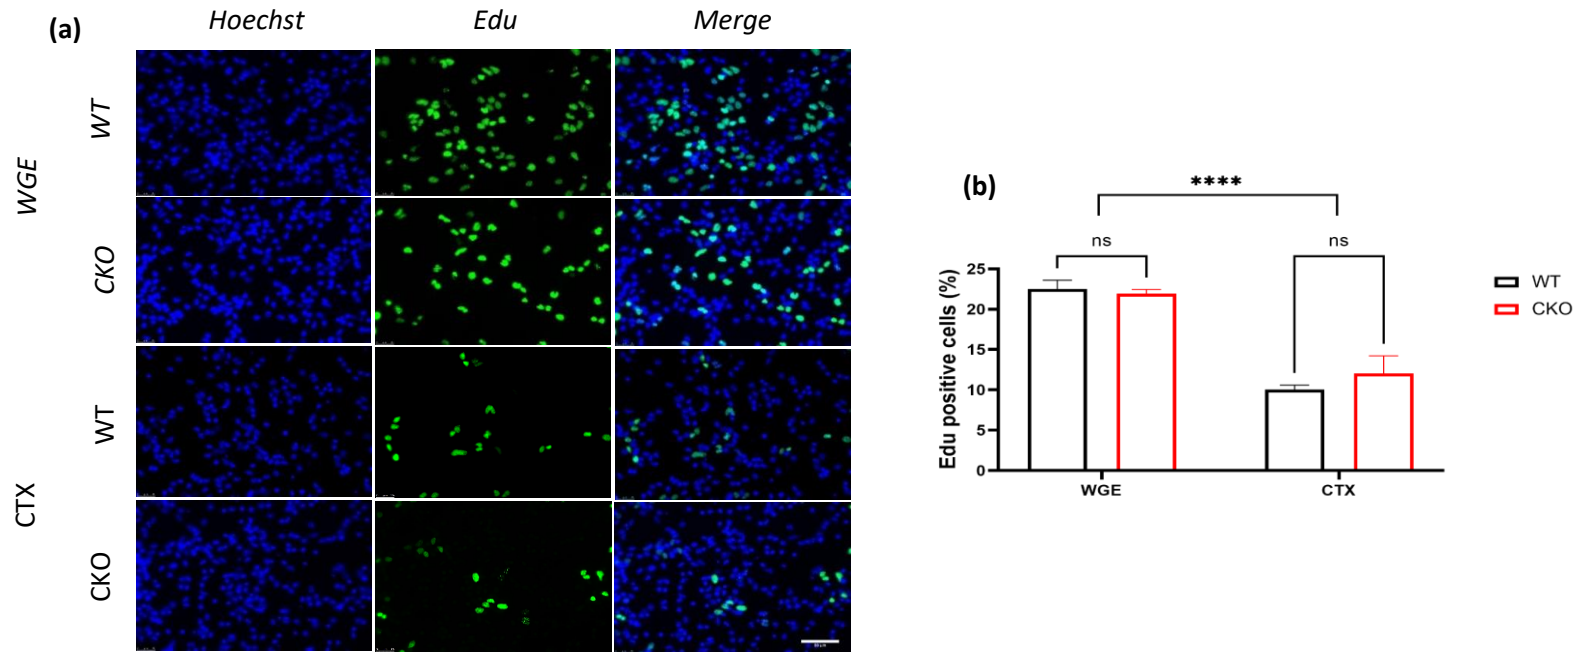 (a)
Hoechst Edu Merge
WGE
WT
CKO
CTX
WT
CKO
(b)
****
ns ns
Edu positive cells (%)
25
20
15
10
5
0
WGE CTX
WT
CKO